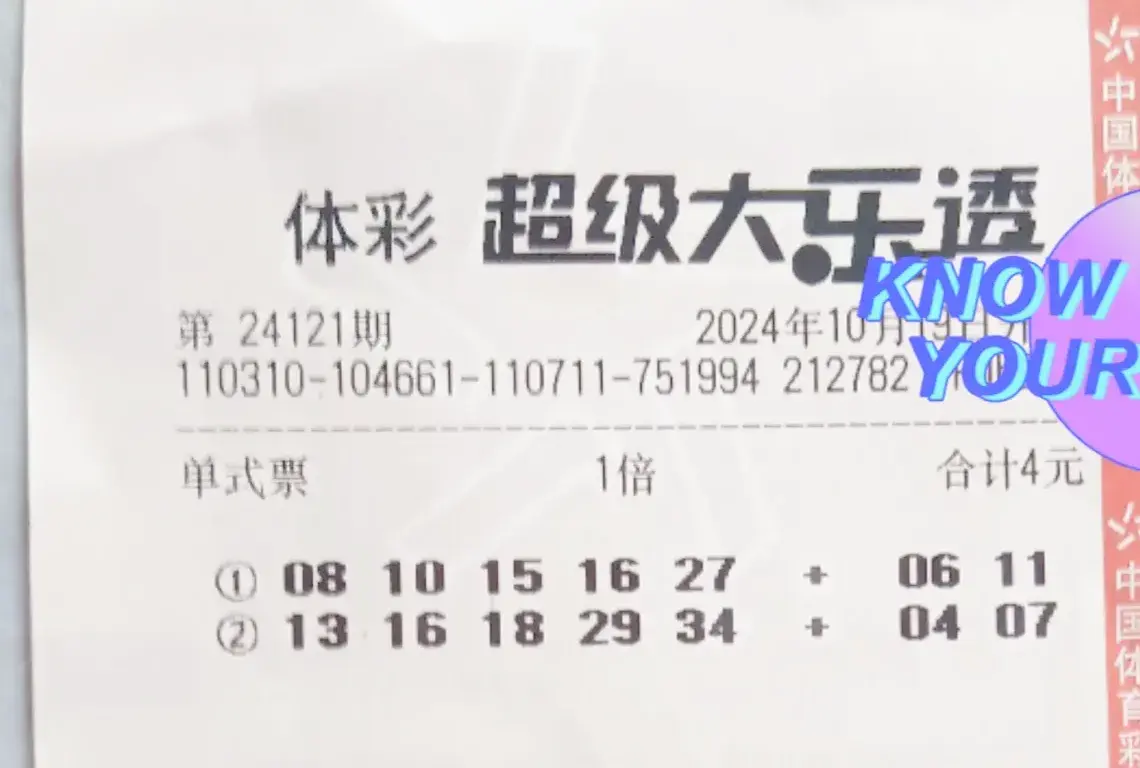 体彩 超级大乐透
第 24121期 2024年10月19日开
110310-104661-110711-751994 212782
单式票 1倍 合计4元
① 08 10 15 16 27 + 06 11
② 13 16 18 29 34 + 04 07
KNOW
YOUR
中国体
中国体育彩